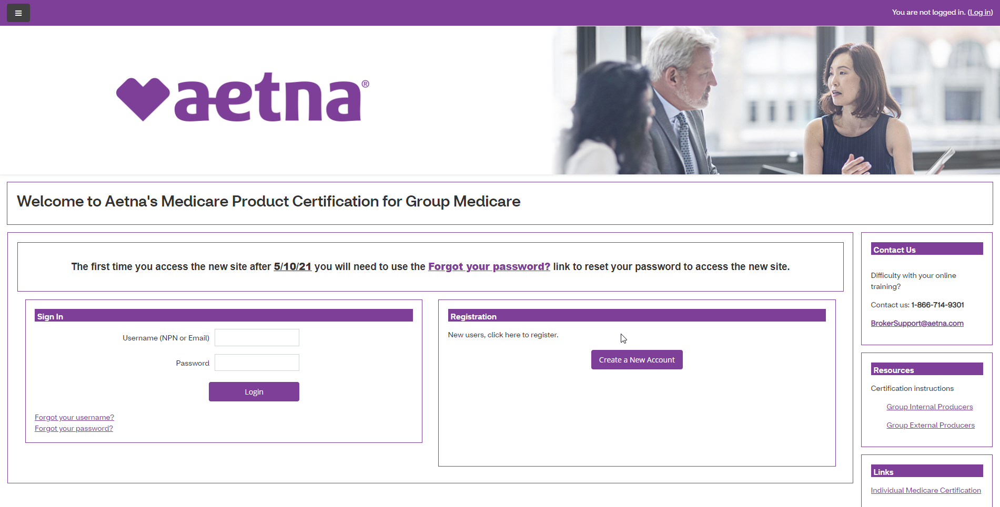 You are not logged in. (Log in)
aetna®
Welcome to Aetna's Medicare Product Certification for Group Medicare
The first time you access the new site after 5/10/21 you will need to use the Forgot your password? link to reset your password to access the new site.
Sign In
Username (NPN or Email)
Password
Login
Forgot your username?
Forgot your password?
Registration
New users, click here to register.
Create a New Account
Contact Us
Difficulty with your online
training?
Contact us: 1-866-714-9301
BrokerSupport@aetna.com
Resources
Certification instructions
Group Internal Producers
Group External Producers
Links
Individual Medicare Certification